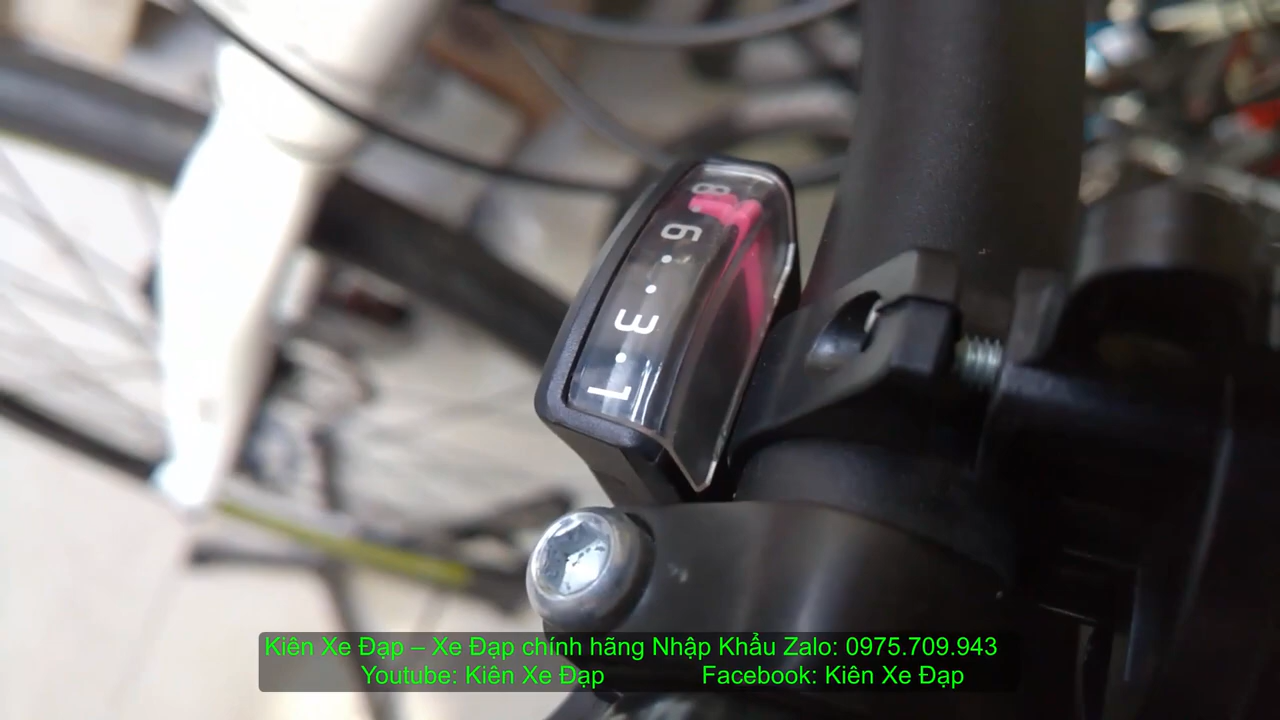 8
6 • •
3 •
1
Kiên Xe Đạp – Xe Đạp chính hãng Nhập Khẩu Zalo: 0975.709.943
Youtube: Kiên Xe Đạp Facebook: Kiên Xe Đạp